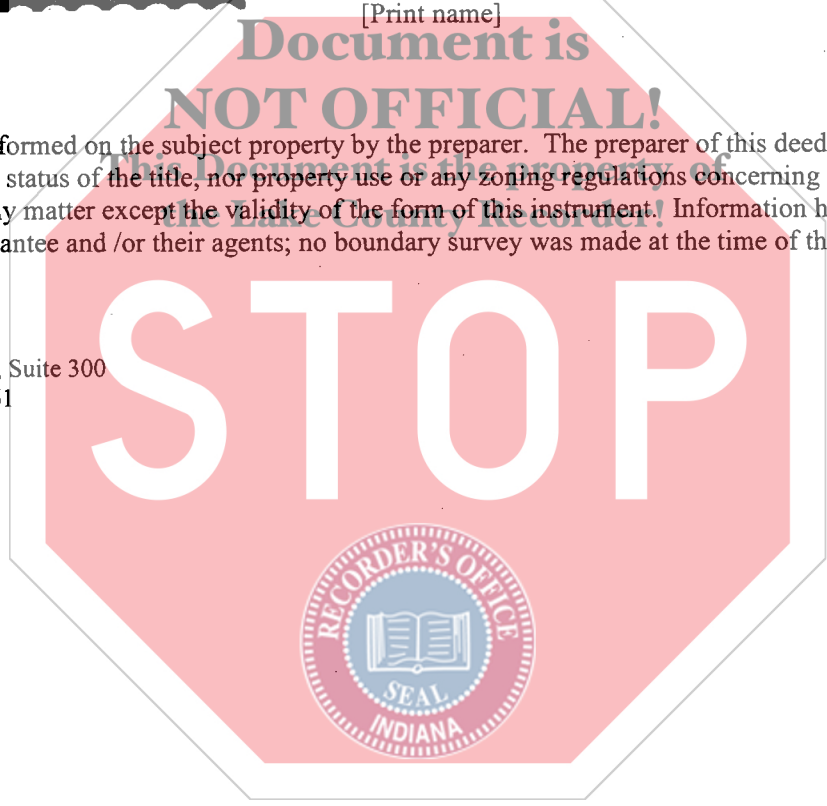 [Print name]
Document is
NOT OFFICIAL!
formed on the subject property by the preparer. The preparer of this deed
This Document is the property of
status of the title, nor property use or any zoning regulations concerning
y matter except the validity of the form of this instrument. Information h
the Lake County Recorder!
antee and /or their agents; no boundary survey was made at the time of th
, Suite 300
1
STOP
RECORDER'S OFFICE
SEAL
INDIANA